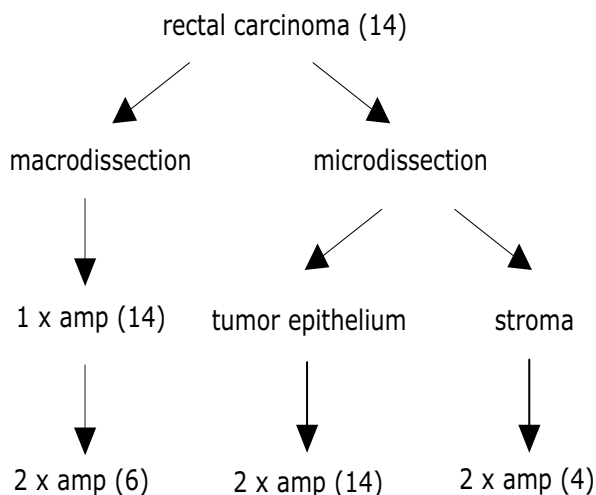 rectal carcinoma (14)
macrodissection microdissection
1 x amp (14) tumor epithelium stroma
2 x amp (6) 2 x amp (14) 2 x amp (4)